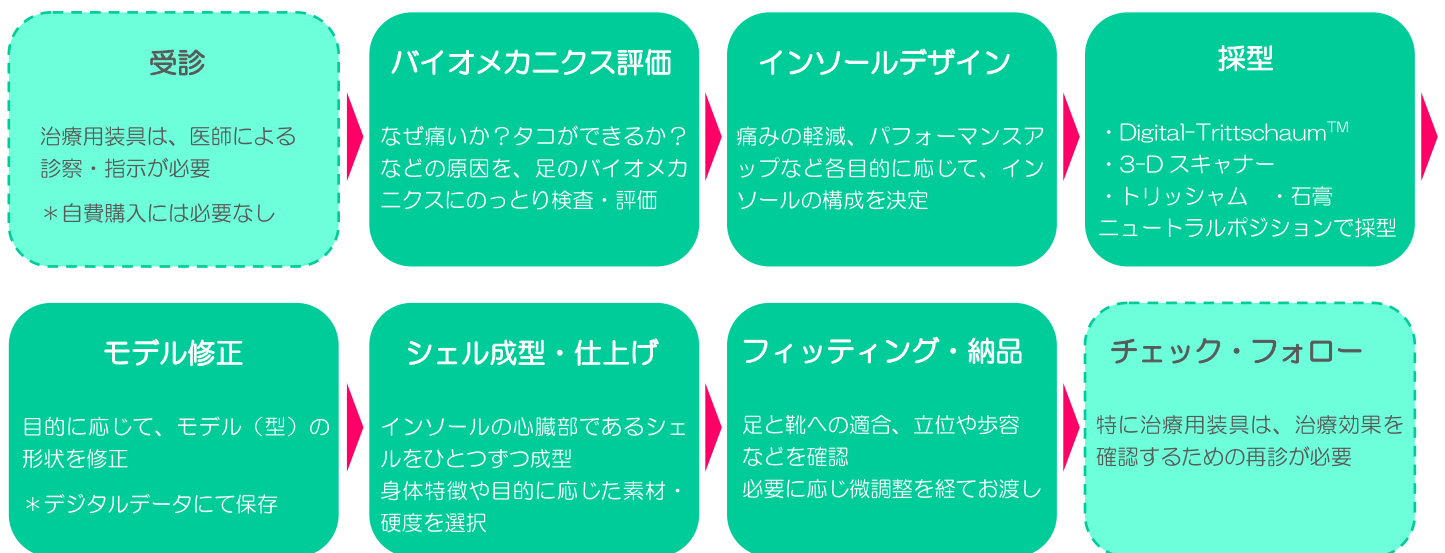 受診
治療用装具は、医師による
診察・指示が必要
＊自費購入には必要なし
バイオメカニクス評価
なぜ痛いか？タコができるか？
などの原因を、足のバイオメカ
ニクスにのっとり検査・評価
インソールデザイン
痛みの軽減、パフォーマンスア
ップなど各目的に応じて、イン
ソールの構成を決定
採型
・Digital-Trittschaum™
・3-D スキャナー
・トリッシャム　・石膏
ニュートラルポジションで採型
モデル修正
目的に応じて、モデル（型）の
形状を修正
＊デジタルデータにて保存
シェル成型・仕上げ
インソールの心臓部であるシェ
ルをひとつずつ成型
身体特徴や目的に応じた素材・
硬度を選択
フィッティング・納品
足と靴への適合、立位や歩容
などを確認
必要に応じ微調整を経てお渡し
チェック・フォロー
特に治療用装具は、治療効果を
確認するための再診が必要